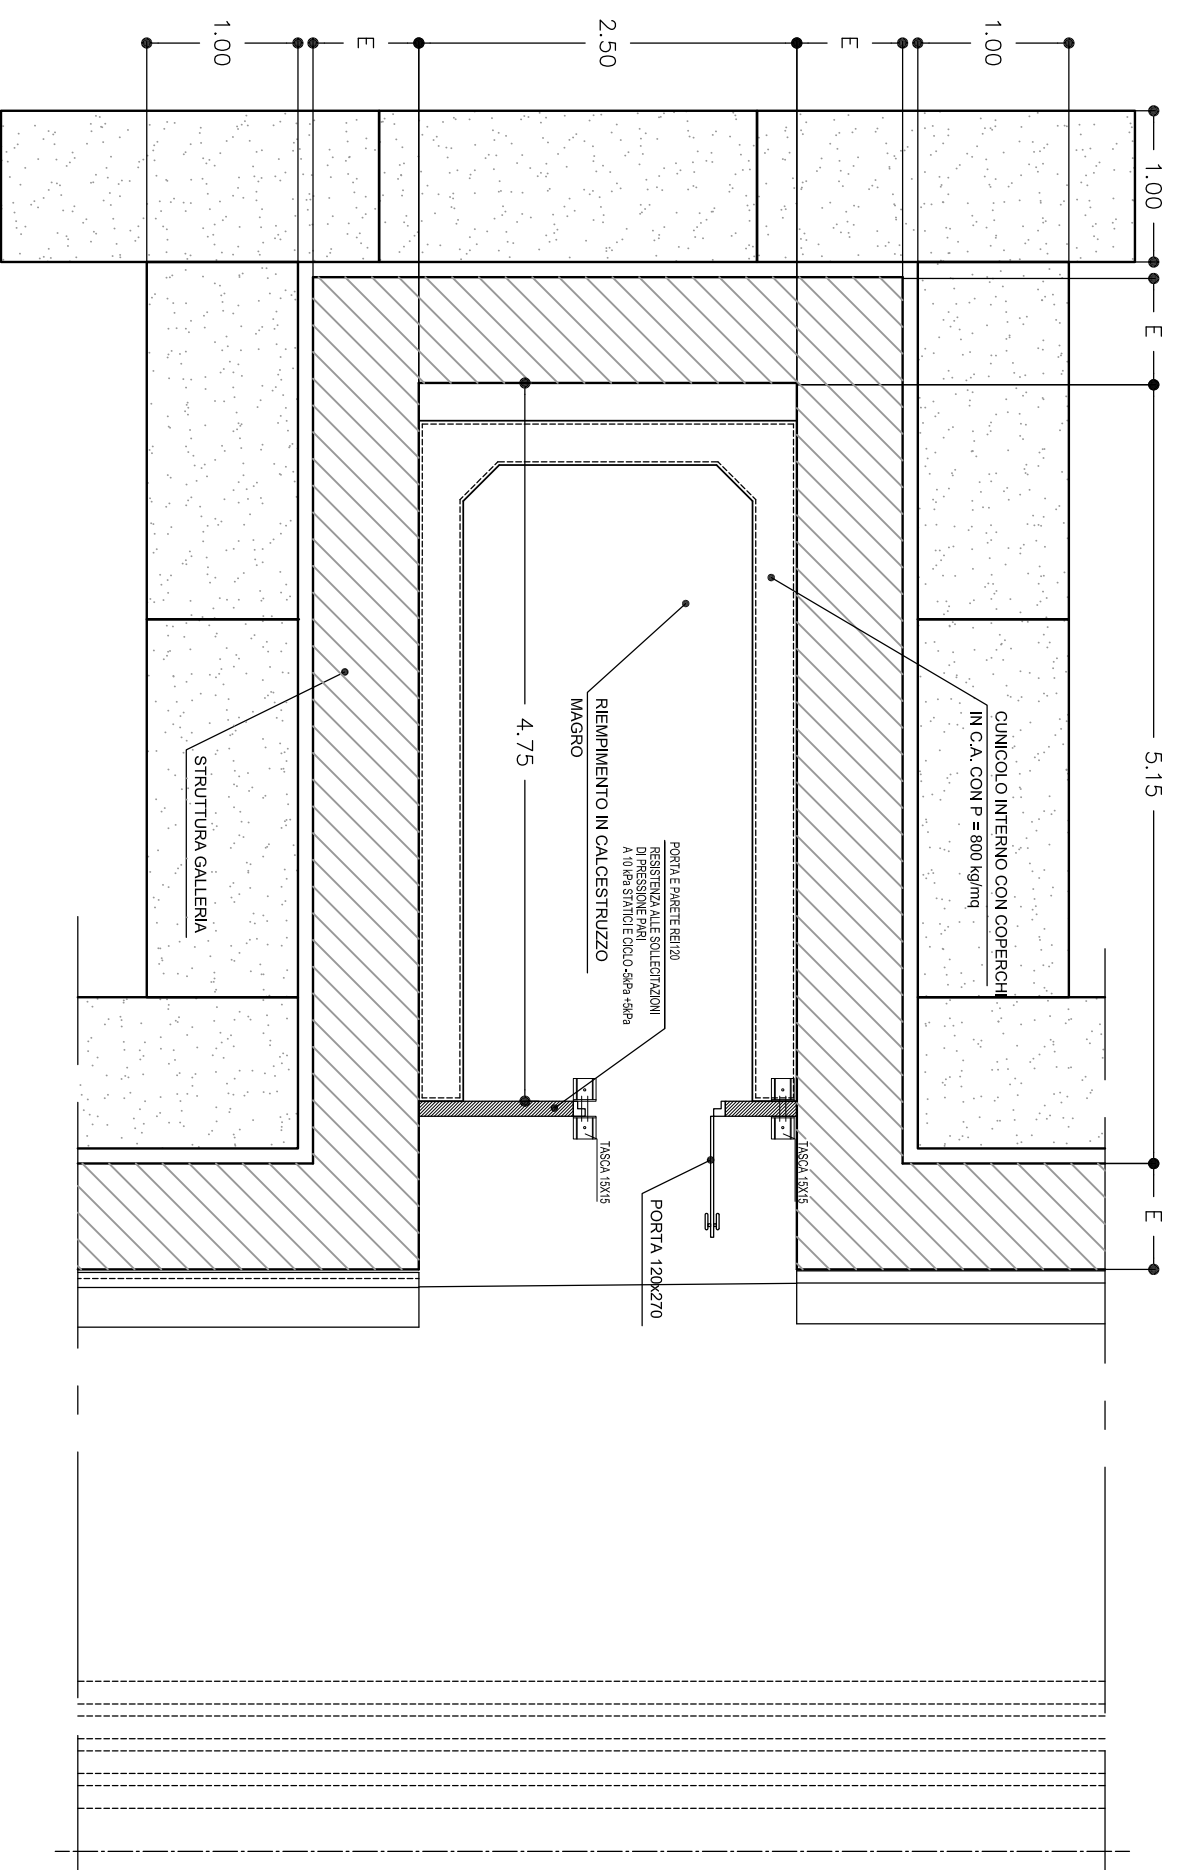 1.00
E
5.15
E
1.00
E
2.50
E
1.00
CUNICOLO INTERNO CON COPERCHI
IN C.A. CON P = 800 kg/mq
TASCA 15X15
PORTA E PARETE REI120
RESISTENZA ALLE SOLLECITAZIONI
DI PRESSIONE PARI
A 10 kPa STATICI E CICLO -5kPa +5kPa
PORTA 120x270
RIEMPIMENTO IN CALCESTRUZZO
MAGRO
TASCA 15X15
4.75
STRUTTURA GALLERIA